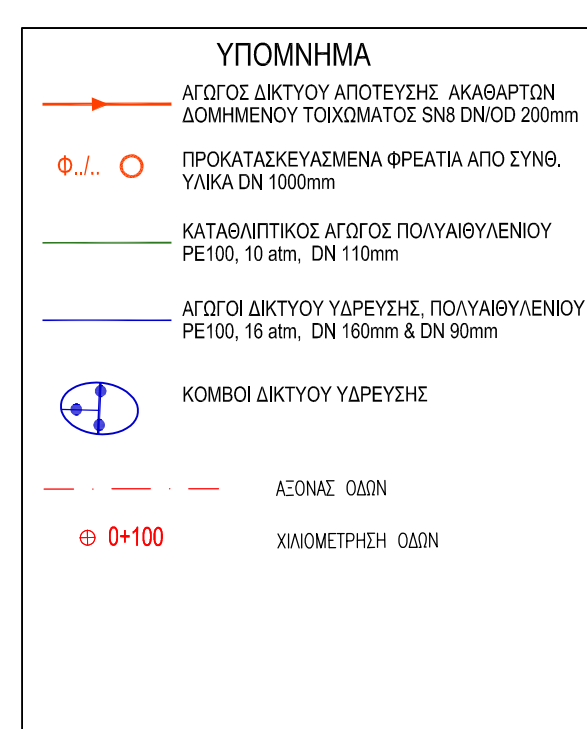 ΥΠΟΜΝΗΜΑ
ΑΓΩΓΟΣ ΔΙΚΤΥΟΥ ΑΠΟΤΕΥΣΗΣ ΑΚΑΘΑΡΤΩΝ
ΔΟΜΗΜΕΝΟΥ ΤΟΙΧΩΜΑΤΟΣ SN8 DN/OD 200mm
Φ../..
ΠΡΟΚΑΤΑΣΚΕΥΑΣΜΕΝΑ ΦΡΕΑΤΙΑ ΑΠΟ ΣΥΝΘ.
ΥΛΙΚΑ DN 1000mm
ΚΑΤΑΘΛΙΠΤΙΚΟΣ ΑΓΩΓΟΣ ΠΟΛΥΑΙΘΥΛΕΝΙΟΥ
PE100, 10 atm, DN 110mm
ΑΓΩΓΟΙ ΔΙΚΤΥΟΥ ΥΔΡΕΥΣΗΣ, ΠΟΛΥΑΙΘΥΛΕΝΙΟΥ
PE100, 16 atm, DN 160mm & DN 90mm
ΚΟΜΒΟΙ ΔΙΚΤΥΟΥ ΥΔΡΕΥΣΗΣ
ΑΞΟΝΑΣ ΟΔΩΝ
0+100
ΧΙΛΙΟΜΕΤΡΗΣΗ ΟΔΩΝ